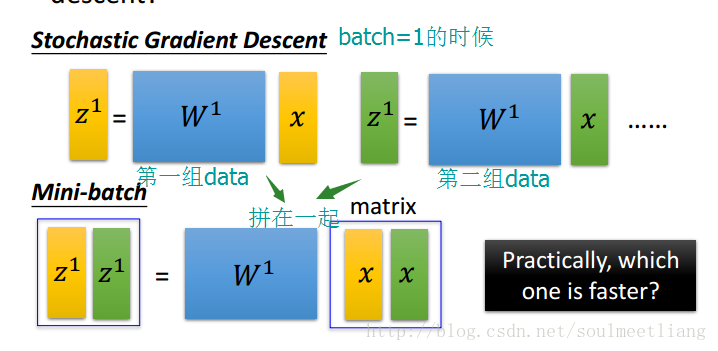 descent?
Stochastic Gradient Descent batch=1的时候
z¹ = W¹ x z¹ = W¹ x ……
第一组data 第二组data
Mini-batch
拼在一起 matrix
z¹ z¹ = W¹ x x
Practically, which
one is faster?
http://blog.csdn.net/soulmeetliang